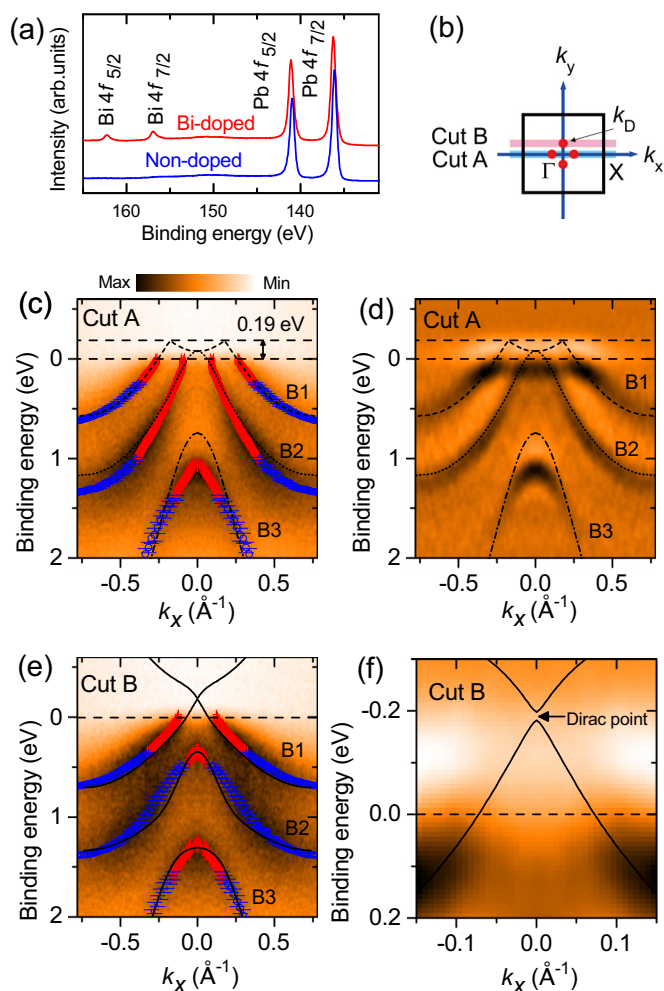 (a)
Intensity (arb.units)
Bi 4f 5/2
Bi 4f 7/2
Pb 4f 5/2
Pb 4f 7/2
Bi-doped
Non-doped
160 150 140
Binding energy (eV)
(b)
ky
kD
Cut B
Cut A
kx
Γ
X
Max Min
(c)
Cut A
0.19 eV
B1
B2
B3
0
1
2
Binding energy (eV)
-0.5 0.0 0.5
kx (Å-1)
(d)
Cut A
B1
B2
B3
0
1
2
Binding energy (eV)
-0.5 0.0 0.5
kx (Å-1)
(e)
Cut B
B1
B2
B3
0
1
2
Binding energy (eV)
-0.5 0.0 0.5
kx (Å-1)
(f)
Cut B
Dirac point
-0.2
0.0
0.2
Binding energy (eV)
-0.1 0.0 0.1
kx (Å-1)